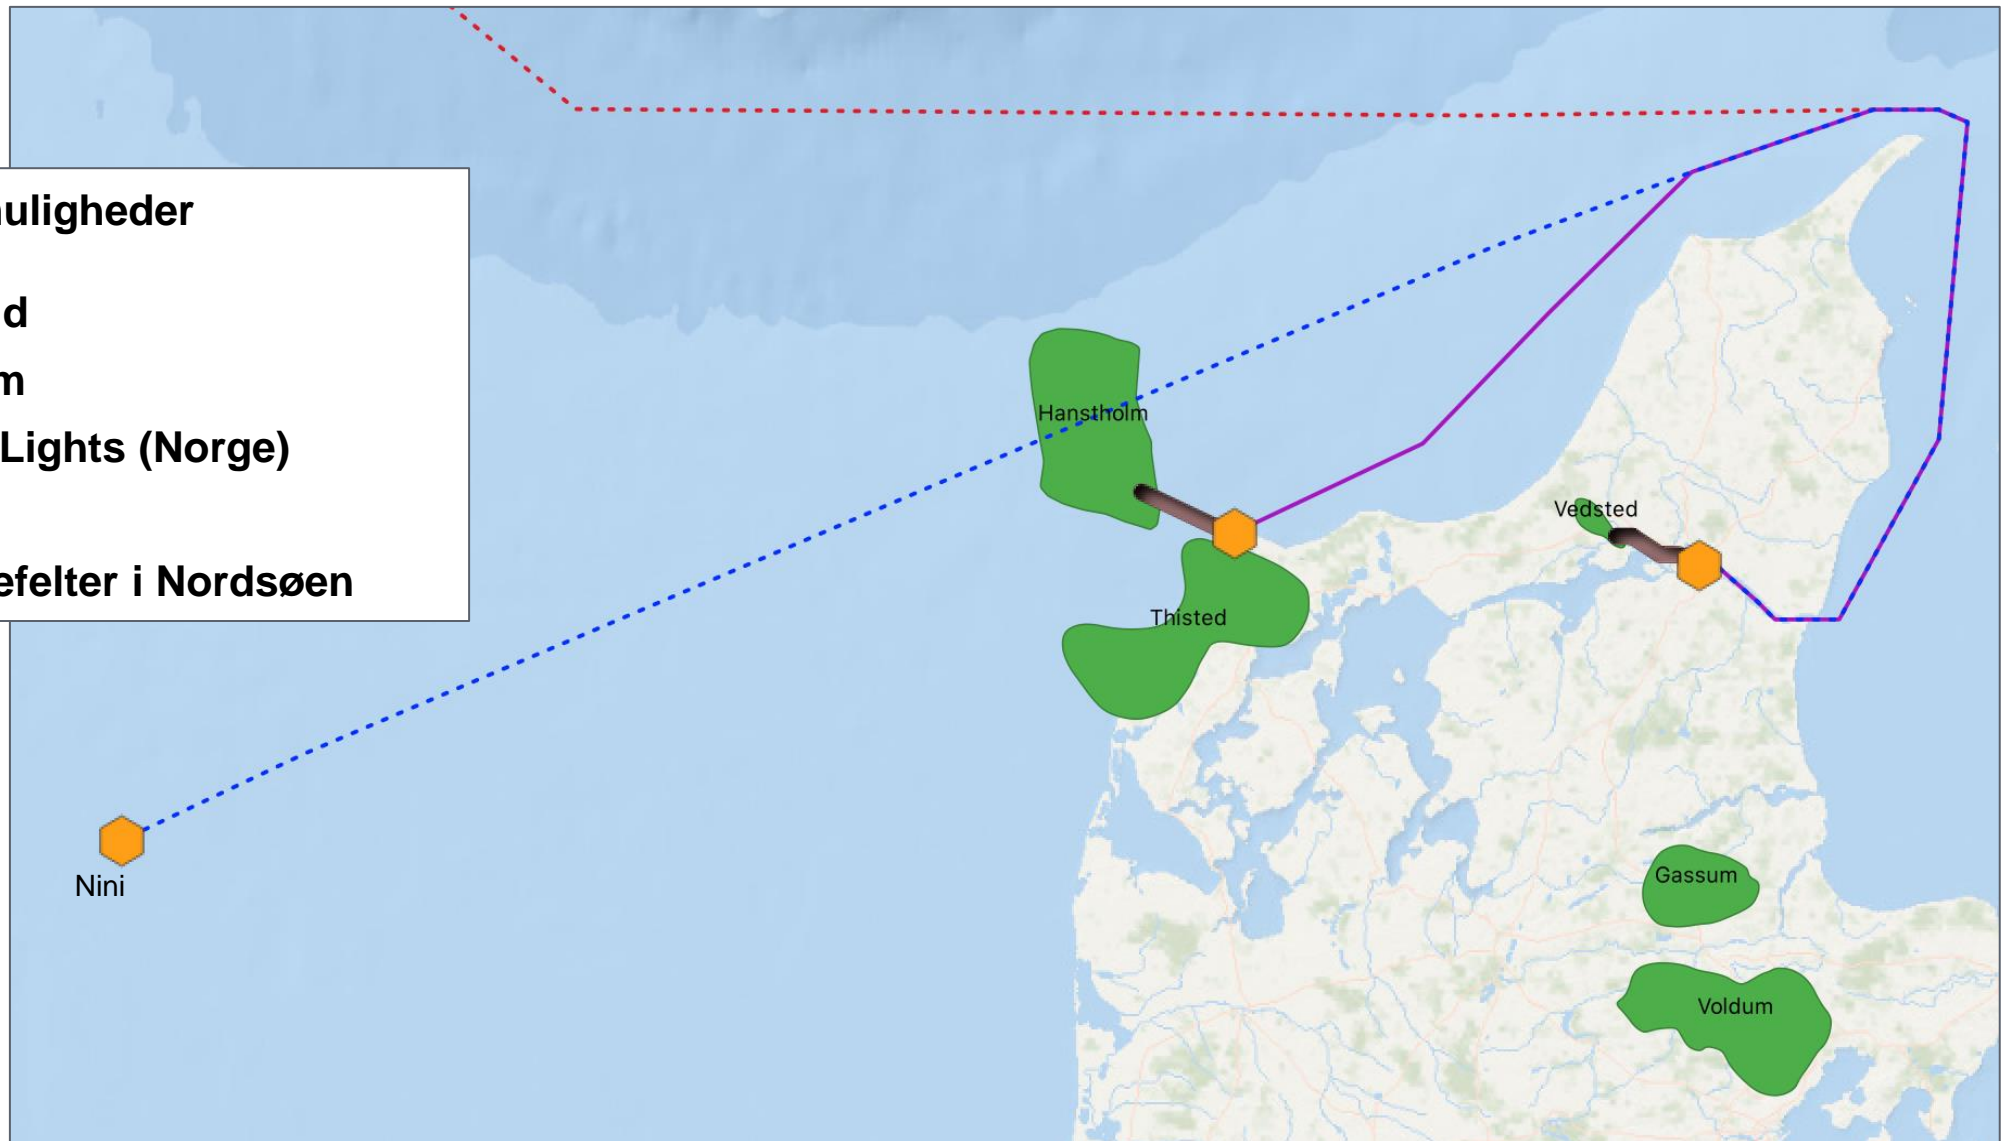 uligheder
d
m
Lights (Norge)
efelter i Nordsøen
Hanstholm
Vedsted
Thisted
Nini
Gassum
Voldum